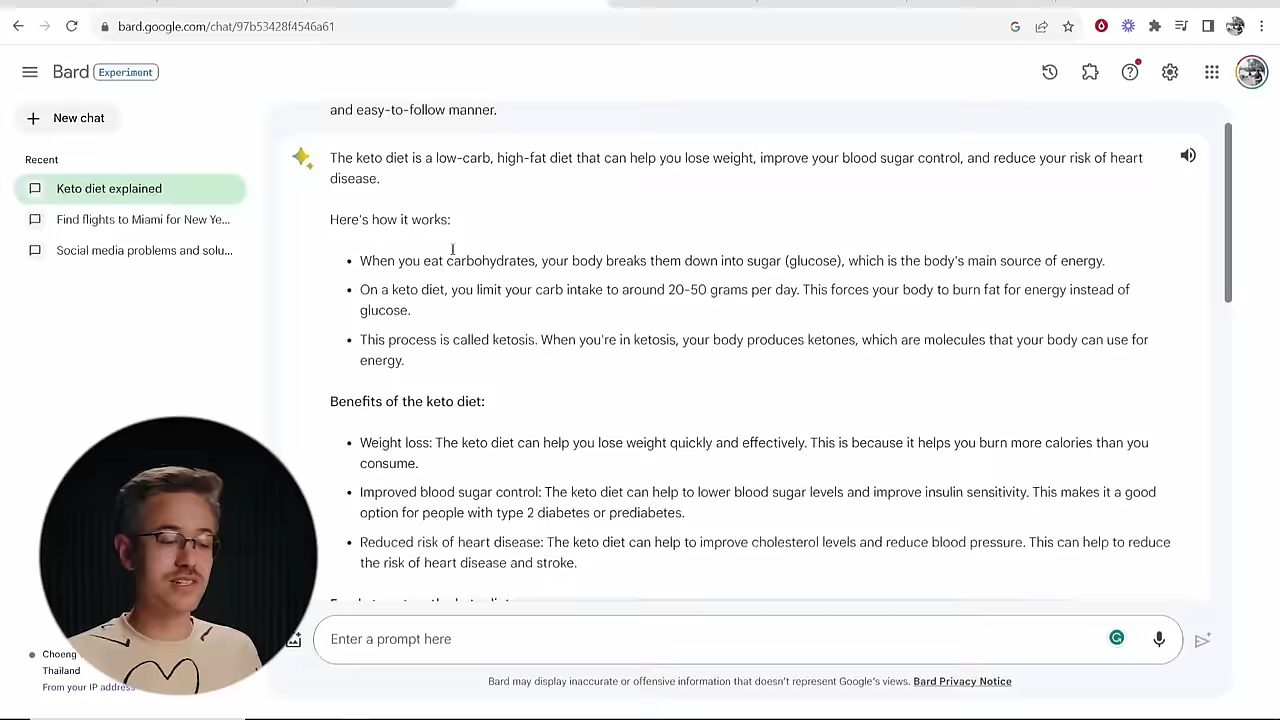 bard.google.com/chat/97b53428f4546a61
Bard Experiment
New chat
Recent
Keto diet explained
Find flights to Miami for New Ye...
Social media problems and solu...
and easy-to-follow manner.
The keto diet is a low-carb, high-fat diet that can help you lose weight, improve your blood sugar control, and reduce your risk of heart
disease.
Here's how it works:
• When you eat carbohydrates, your body breaks them down into sugar (glucose), which is the body's main source of energy.
• On a keto diet, you limit your carb intake to around 20-50 grams per day. This forces your body to burn fat for energy instead of
glucose.
• This process is called ketosis. When you're in ketosis, your body produces ketones, which are molecules that your body can use for
energy.
Benefits of the keto diet:
• Weight loss: The keto diet can help you lose weight quickly and effectively. This is because it helps you burn more calories than you
consume.
• Improved blood sugar control: The keto diet can help to lower blood sugar levels and improve insulin sensitivity. This makes it a good
option for people with type 2 diabetes or prediabetes.
• Reduced risk of heart disease: The keto diet can help to improve cholesterol levels and reduce blood pressure. This can help to reduce
the risk of heart disease and stroke.
Enter a prompt here
Choeng
Thailand
From your IP address
Bard may display inaccurate or offensive information that doesn't represent Google's views. Bard Privacy Notice